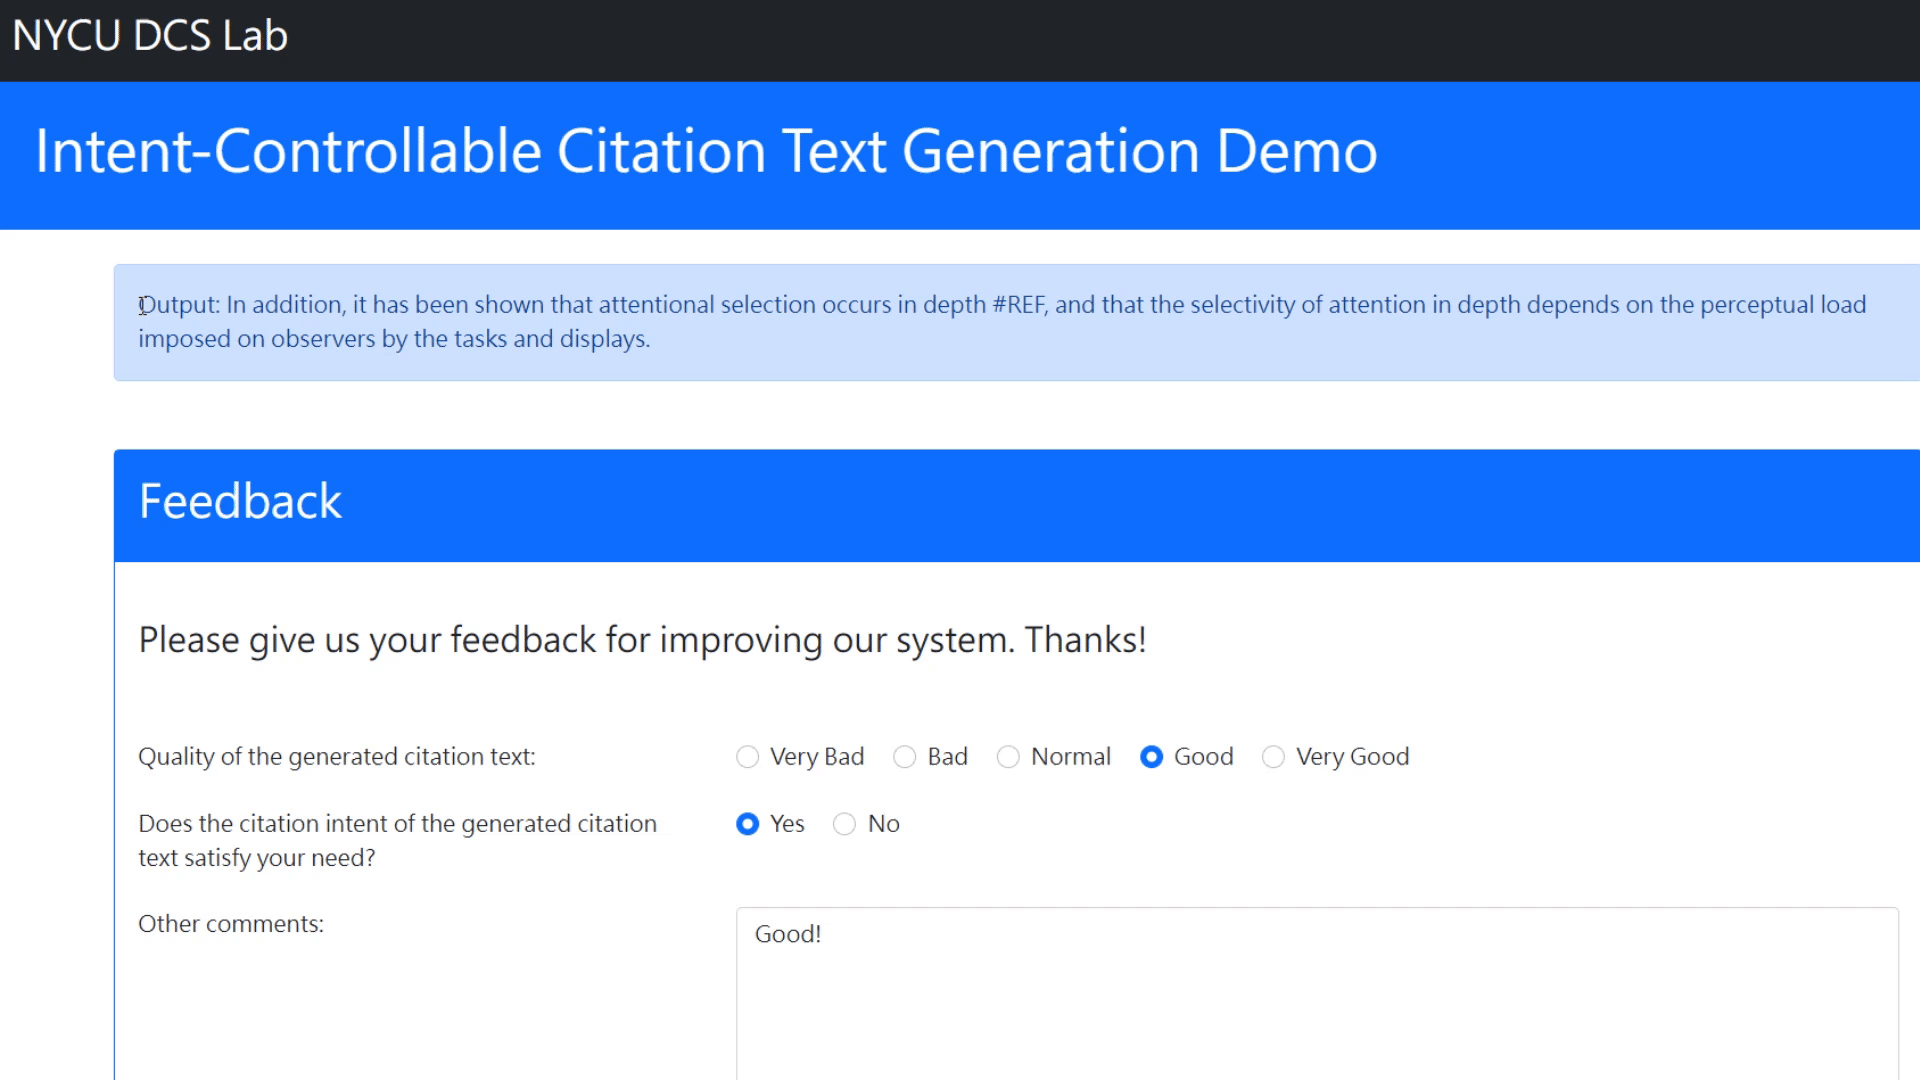 NYCU DCS Lab
Intent-Controllable Citation Text Generation Demo
Output: In addition, it has been shown that attentional selection occurs in depth #REF, and that the selectivity of attention in depth depends on the perceptual load
imposed on observers by the tasks and displays.
Feedback
Please give us your feedback for improving our system. Thanks!
Quality of the generated citation text: Very Bad Bad Normal Good Very Good
Does the citation intent of the generated citation Yes No
text satisfy your need?
Other comments: Good!